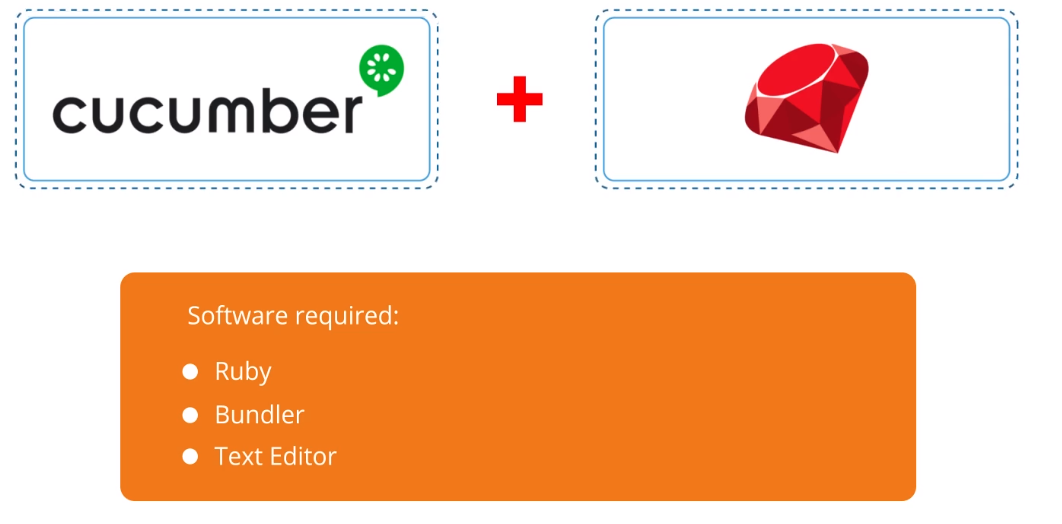 cucumber
Software required:
Ruby
Bundler
Text Editor